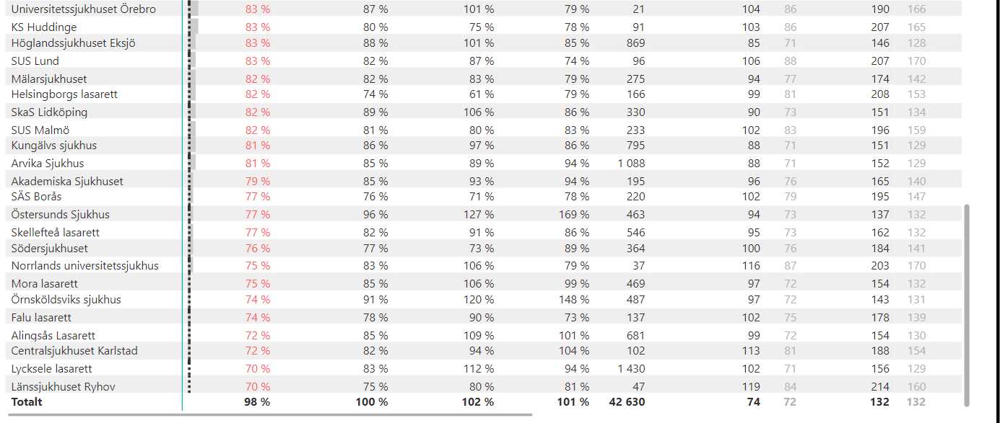 Universitetssjukhuset Örebro 83 % 87 % 101 % 79 % 21 104 86 190 166
KS Huddinge 83 % 80 % 75 % 78 % 91 103 86 207 165
Höglandssjukhuset Eksjö 83 % 88 % 101 % 85 % 869 85 71 146 128
SUS Lund 83 % 82 % 87 % 74 % 96 106 88 207 170
Mälarsjukhuset 82 % 82 % 83 % 79 % 275 94 77 174 142
Helsingborgs lasarett 82 % 74 % 61 % 79 % 166 99 81 208 153
SkaS Lidköping 82 % 89 % 106 % 86 % 330 90 73 151 134
SUS Malmö 82 % 81 % 80 % 83 % 233 102 83 196 159
Kungälvs sjukhus 81 % 86 % 97 % 86 % 795 88 71 151 129
Arvika Sjukhus 81 % 85 % 89 % 94 % 1 088 88 71 152 129
Akademiska Sjukhuset 79 % 85 % 93 % 94 % 195 96 76 165 140
SÄS Borås 77 % 76 % 71 % 78 % 220 102 79 195 147
Östersunds Sjukhus 77 % 96 % 127 % 169 % 463 94 73 137 132
Skellefteå lasarett 77 % 82 % 91 % 86 % 546 95 73 162 132
Södersjukhuset 76 % 77 % 73 % 89 % 364 100 76 184 141
Norrlands universitetssjukhus 75 % 83 % 106 % 79 % 37 116 87 203 170
Mora lasarett 75 % 85 % 106 % 99 % 469 97 72 154 132
Örnsköldsviks sjukhus 74 % 91 % 120 % 148 % 487 97 72 143 131
Falu lasarett 74 % 78 % 90 % 73 % 137 102 75 178 139
Alingsås Lasarett 72 % 85 % 109 % 101 % 681 99 72 154 130
Centralsjukhuset Karlstad 72 % 82 % 94 % 104 % 102 113 81 188 154
Lycksele lasarett 70 % 83 % 112 % 94 % 1 430 102 71 156 129
Länssjukhuset Ryhov 70 % 75 % 80 % 81 % 47 119 84 214 160
Totalt 98 % 100 % 102 % 101 % 42 630 74 72 132 132